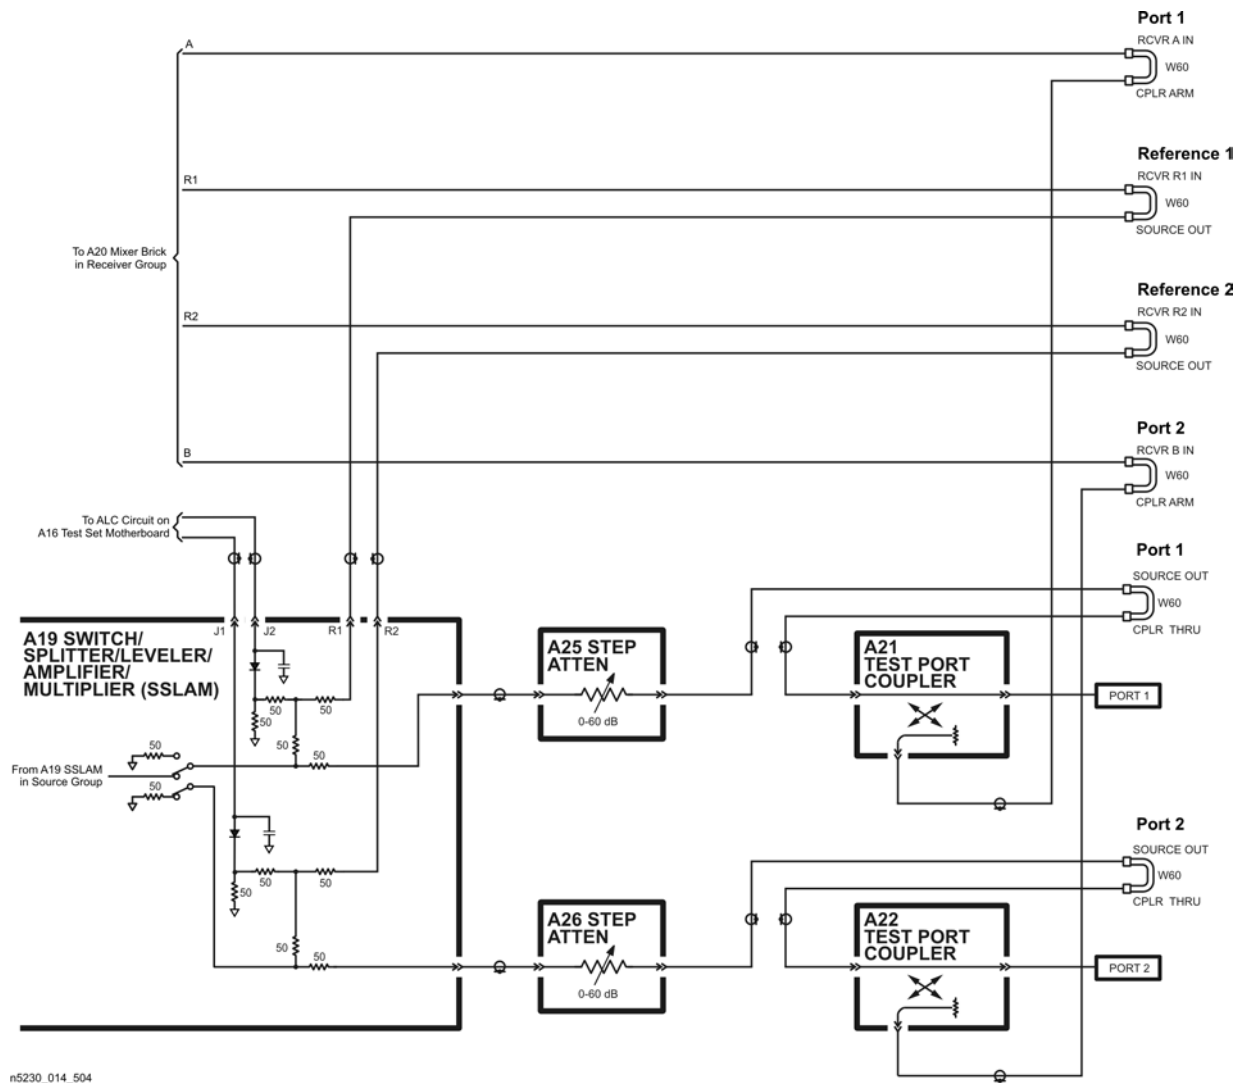 Port 1
RCVR A IN
A
W60
CPLR ARM
Reference 1
RCVR R1 IN
R1
W60
SOURCE OUT
To A20 Mixer Brick
in Receiver Group
Reference 2
RCVR R2 IN
R2
W60
SOURCE OUT
Port 2
RCVR B IN
B
W60
CPLR ARM
To ALC Circuit on
A16 Test Set Motherboard
Port 1
SOURCE OUT
W60
CPLR THRU
J1
J2
R1
R2
A19 SWITCH/
SPLITTER/LEVELER/
AMPLIFIER/
MULTIPLIER (SSLAM)
A25 STEP
ATTEN
0-60 dB
A21
TEST PORT
COUPLER
PORT 1
50
50
50
50
50
50
From A19 SSLAM
in Source Group
50
Port 2
SOURCE OUT
W60
CPLR THRU
50
50
50
50
50
A26 STEP
ATTEN
0-60 dB
A22
TEST PORT
COUPLER
PORT 2
n5230_014_504